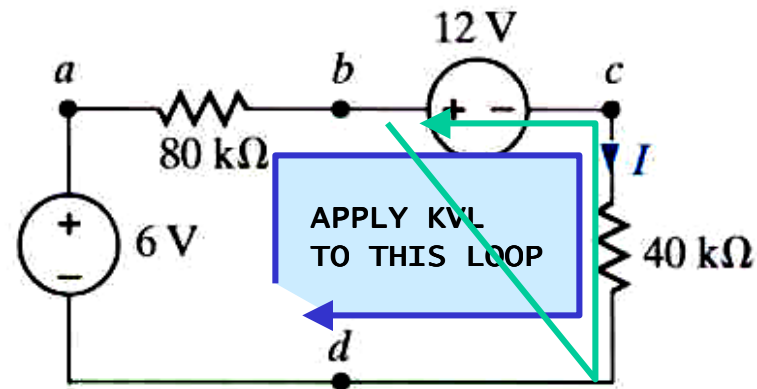 12 V
a
b
c
80 kΩ
I
+
-
+
6 V
-
APPLY KVL
TO THIS LOOP
40 kΩ
d